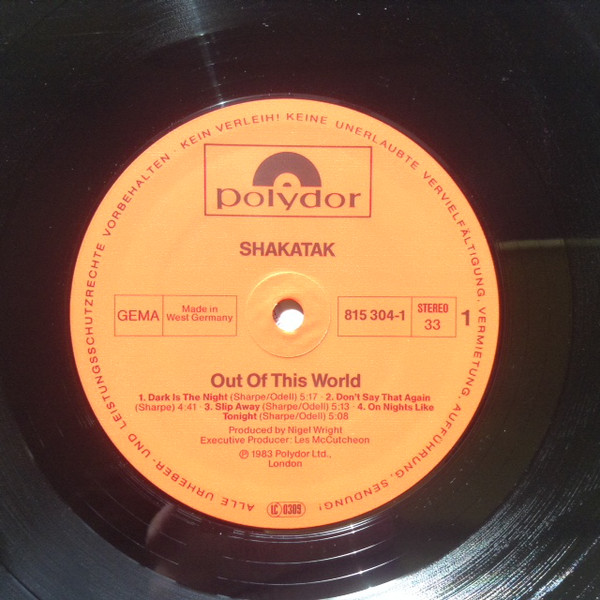 ALLE URHEBER- UND LEISTUNGSSCHUTZRECHTE VORBEHALTEN · KEIN VERLEIH! KEINE UNERLAUBTE VERVIELFÄLTIGUNG, VERMIETUNG, AUFFÜHRUNG, SENDUNG!
polydor
SHAKATAK
GEMA
Made in
West Germany
815 304-1
STEREO
33
1
Out Of This World
1. Dark Is The Night (Sharpe/Odell) 5:17 · 2. Don't Say That Again
(Sharpe) 4:41 · 3. Slip Away (Sharpe/Odell) 5:13 · 4. On Nights Like
Tonight (Sharpe/Odell) 5:08
Produced by Nigel Wright
Executive Producer: Les McCutcheon
℗ 1983 Polydor Ltd.,
London
LC 0309